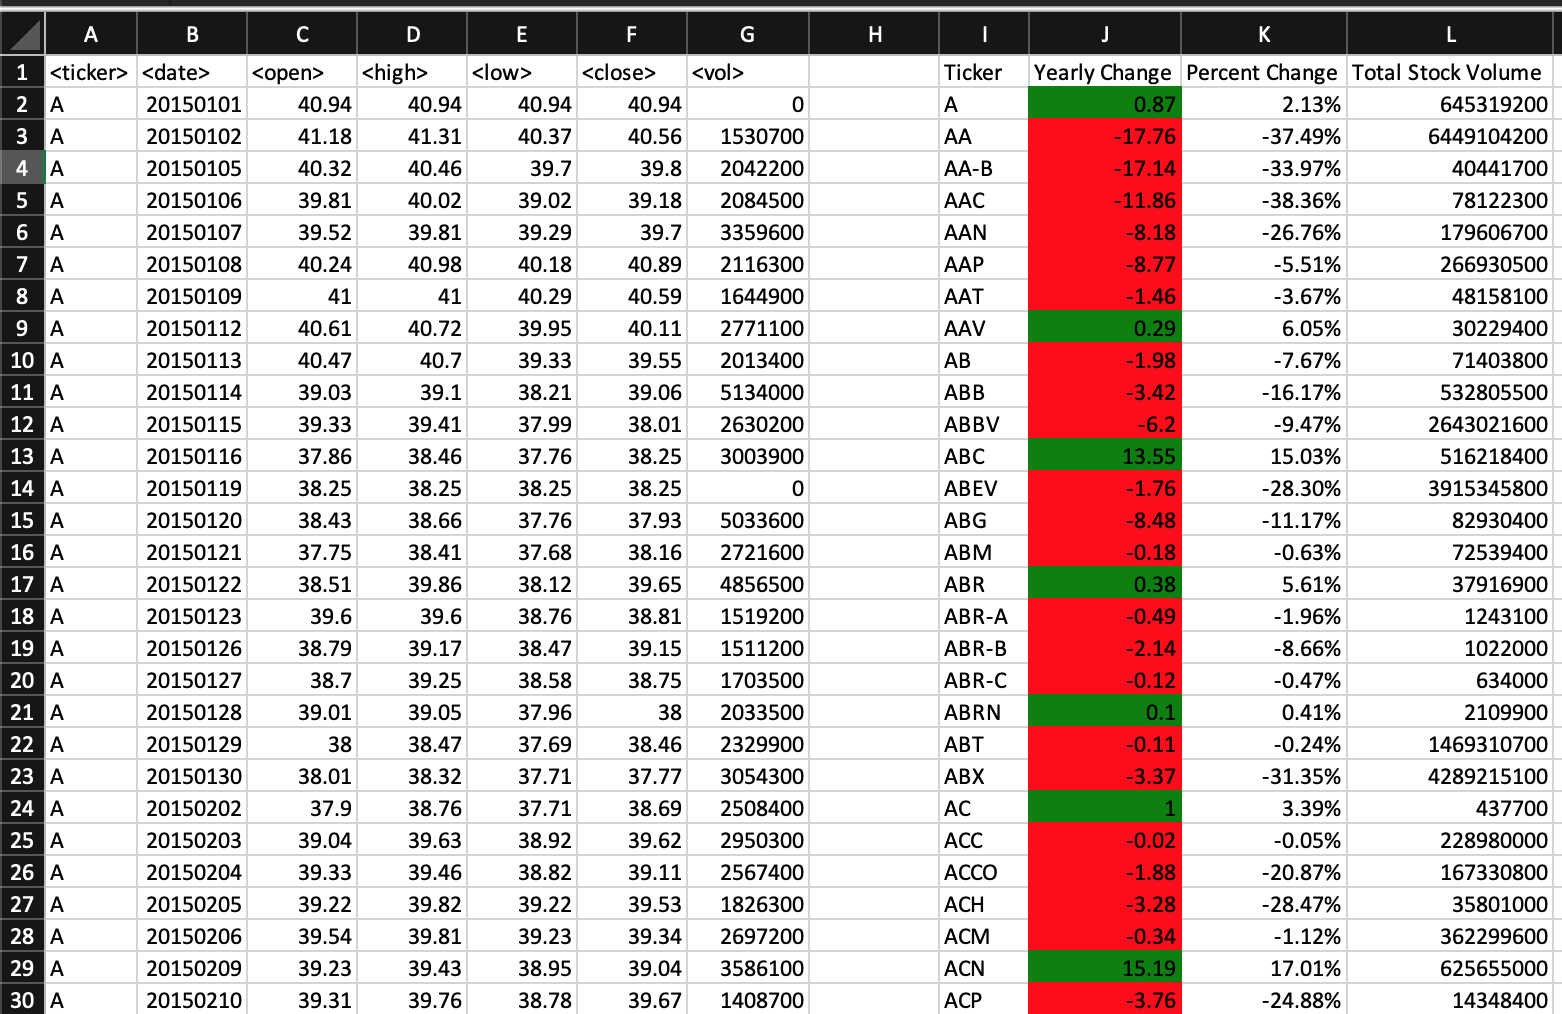 A B C D E F G H I J K L
1 <ticker> <date> <open> <high> <low> <close> <vol> Ticker Yearly Change Percent Change Total Stock Volume
2 A 20150101 40.94 40.94 40.94 40.94 0 A 0.87 2.13% 645319200
3 A 20150102 41.18 41.31 40.37 40.56 1530700 AA -17.76 -37.49% 6449104200
4 A 20150105 40.32 40.46 39.7 39.8 2042200 AA-B -17.14 -33.97% 40441700
5 A 20150106 39.81 40.02 39.02 39.18 2084500 AAC -11.86 -38.36% 78122300
6 A 20150107 39.52 39.81 39.29 39.7 3359600 AAN -8.18 -26.76% 179606700
7 A 20150108 40.24 40.98 40.18 40.89 2116300 AAP -8.77 -5.51% 266930500
8 A 20150109 41 41 40.29 40.59 1644900 AAT -1.46 -3.67% 48158100
9 A 20150112 40.61 40.72 39.95 40.11 2771100 AAV 0.29 6.05% 30229400
10 A 20150113 40.47 40.7 39.33 39.55 2013400 AB -1.98 -7.67% 71403800
11 A 20150114 39.03 39.1 38.21 39.06 5134000 ABB -3.42 -16.17% 532805500
12 A 20150115 39.33 39.41 37.99 38.01 2630200 ABBV -6.2 -9.47% 2643021600
13 A 20150116 37.86 38.46 37.76 38.25 3003900 ABC 13.55 15.03% 516218400
14 A 20150119 38.25 38.25 38.25 38.25 0 ABEV -1.76 -28.30% 3915345800
15 A 20150120 38.43 38.66 37.76 37.93 5033600 ABG -8.48 -11.17% 82930400
16 A 20150121 37.75 38.41 37.68 38.16 2721600 ABM -0.18 -0.63% 72539400
17 A 20150122 38.51 39.86 38.12 39.65 4856500 ABR 0.38 5.61% 37916900
18 A 20150123 39.6 39.6 38.76 38.81 1519200 ABR-A -0.49 -1.96% 1243100
19 A 20150126 38.79 39.17 38.47 39.15 1511200 ABR-B -2.14 -8.66% 1022000
20 A 20150127 38.7 39.25 38.58 38.75 1703500 ABR-C -0.12 -0.47% 634000
21 A 20150128 39.01 39.05 37.96 38 2033500 ABRN 0.1 0.41% 2109900
22 A 20150129 38 38.47 37.69 38.46 2329900 ABT -0.11 -0.24% 1469310700
23 A 20150130 38.01 38.32 37.71 37.77 3054300 ABX -3.37 -31.35% 4289215100
24 A 20150202 37.9 38.76 37.71 38.69 2508400 AC 1 3.39% 437700
25 A 20150203 39.04 39.63 38.92 39.62 2950300 ACC -0.02 -0.05% 228980000
26 A 20150204 39.33 39.46 38.82 39.11 2567400 ACCO -1.88 -20.87% 167330800
27 A 20150205 39.22 39.82 39.22 39.53 1826300 ACH -3.28 -28.47% 35801000
28 A 20150206 39.54 39.81 39.23 39.34 2697200 ACM -0.34 -1.12% 362299600
29 A 20150209 39.23 39.43 38.95 39.04 3586100 ACN 15.19 17.01% 625655000
30 A 20150210 39.31 39.76 38.78 39.67 1408700 ACP -3.76 -24.88% 14348400